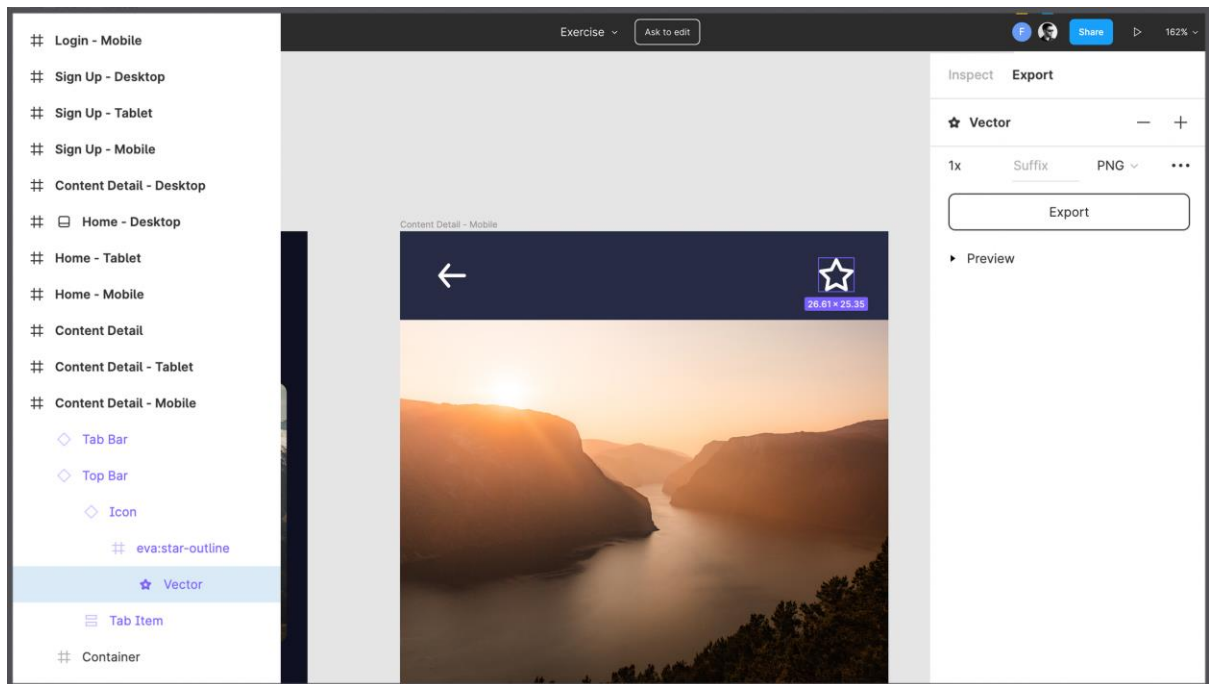 Login - Mobile
Sign Up - Desktop
Sign Up - Tablet
Sign Up - Mobile
Content Detail - Desktop
Home - Desktop
Home - Tablet
Home - Mobile
Content Detail
Content Detail - Tablet
Content Detail - Mobile
Tab Bar
Top Bar
Icon
eva:star-outline
Vector
Tab Item
Container
Exercise
Ask to edit
F
Share
162%
Content Detail - Mobile
26.61 × 25.35
Inspect Export
Vector
1x Suffix PNG
Export
Preview